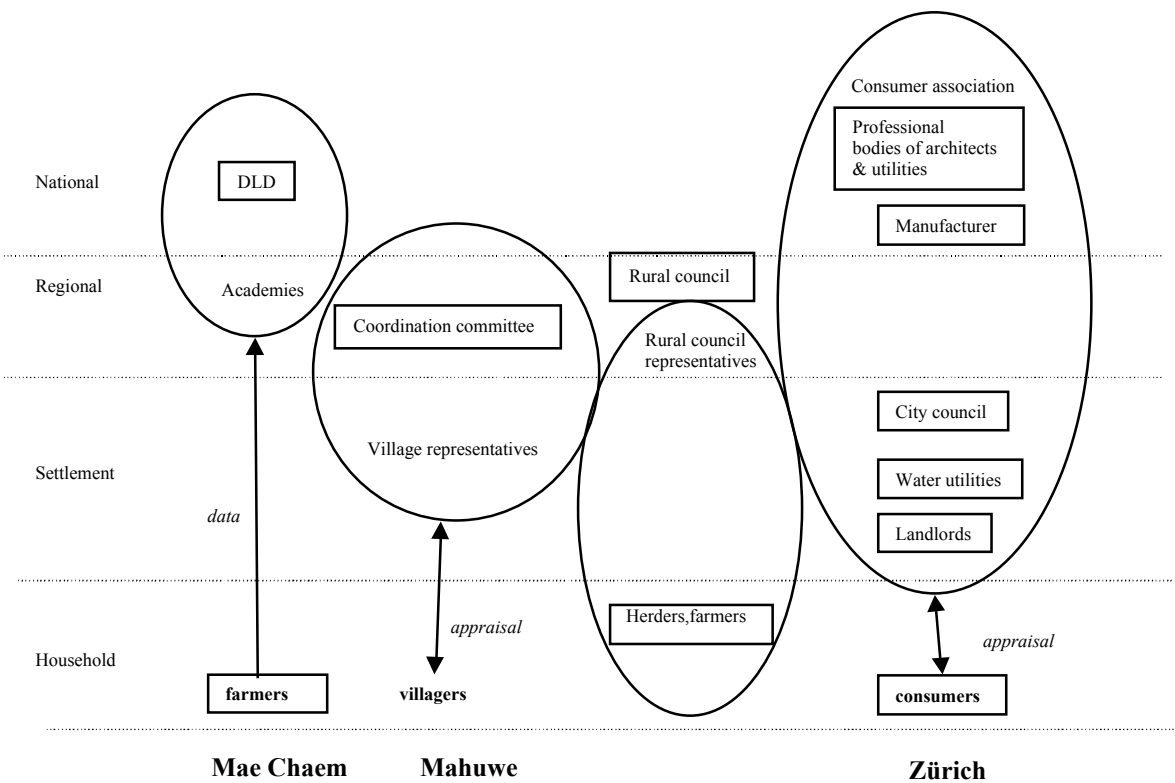 Consumer association
Professional
bodies of architects
& utilities
National
DLD
Manufacturer
Regional
Academies
Rural council
Coordination committee
Rural council
representatives
City council
Village representatives
Settlement
Water utilities
data
Landlords
Herders,farmers
appraisal
appraisal
Household
farmers
villagers
consumers
Mae Chaem
Mahuwe
Zürich